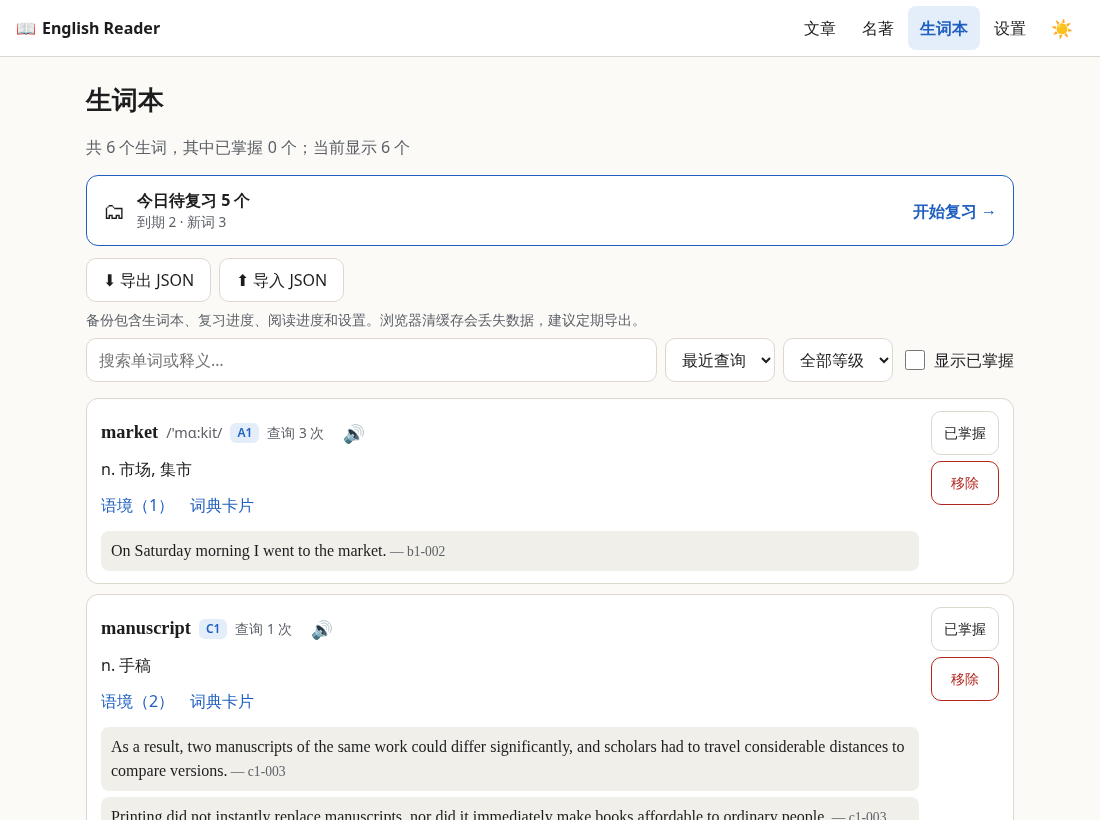 📖 English Reader 文章 名著 生词本 设置 ☀️
生词本
共 6 个生词，其中已掌握 0 个；当前显示 6 个
今日待复习 5 个
到期 2 · 新词 3
开始复习 →
⬇ 导出 JSON ⬆ 导入 JSON
备份包含生词本、复习进度、阅读进度和设置。浏览器清缓存会丢失数据，建议定期导出。
搜索单词或释义... 最近查询 全部等级 显示已掌握
market /'mɑ:kit/ A1 查询 3 次 🔊 已掌握
n. 市场, 集市
移除
语境（1） 词典卡片
On Saturday morning I went to the market. — b1-002
manuscript C1 查询 1 次 🔊 已掌握
n. 手稿
移除
语境（2） 词典卡片
As a result, two manuscripts of the same work could differ significantly, and scholars had to travel considerable distances to
compare versions. — c1-003
Printing did not instantly replace manuscripts, nor did it immediately make books affordable to ordinary people. — c1-003